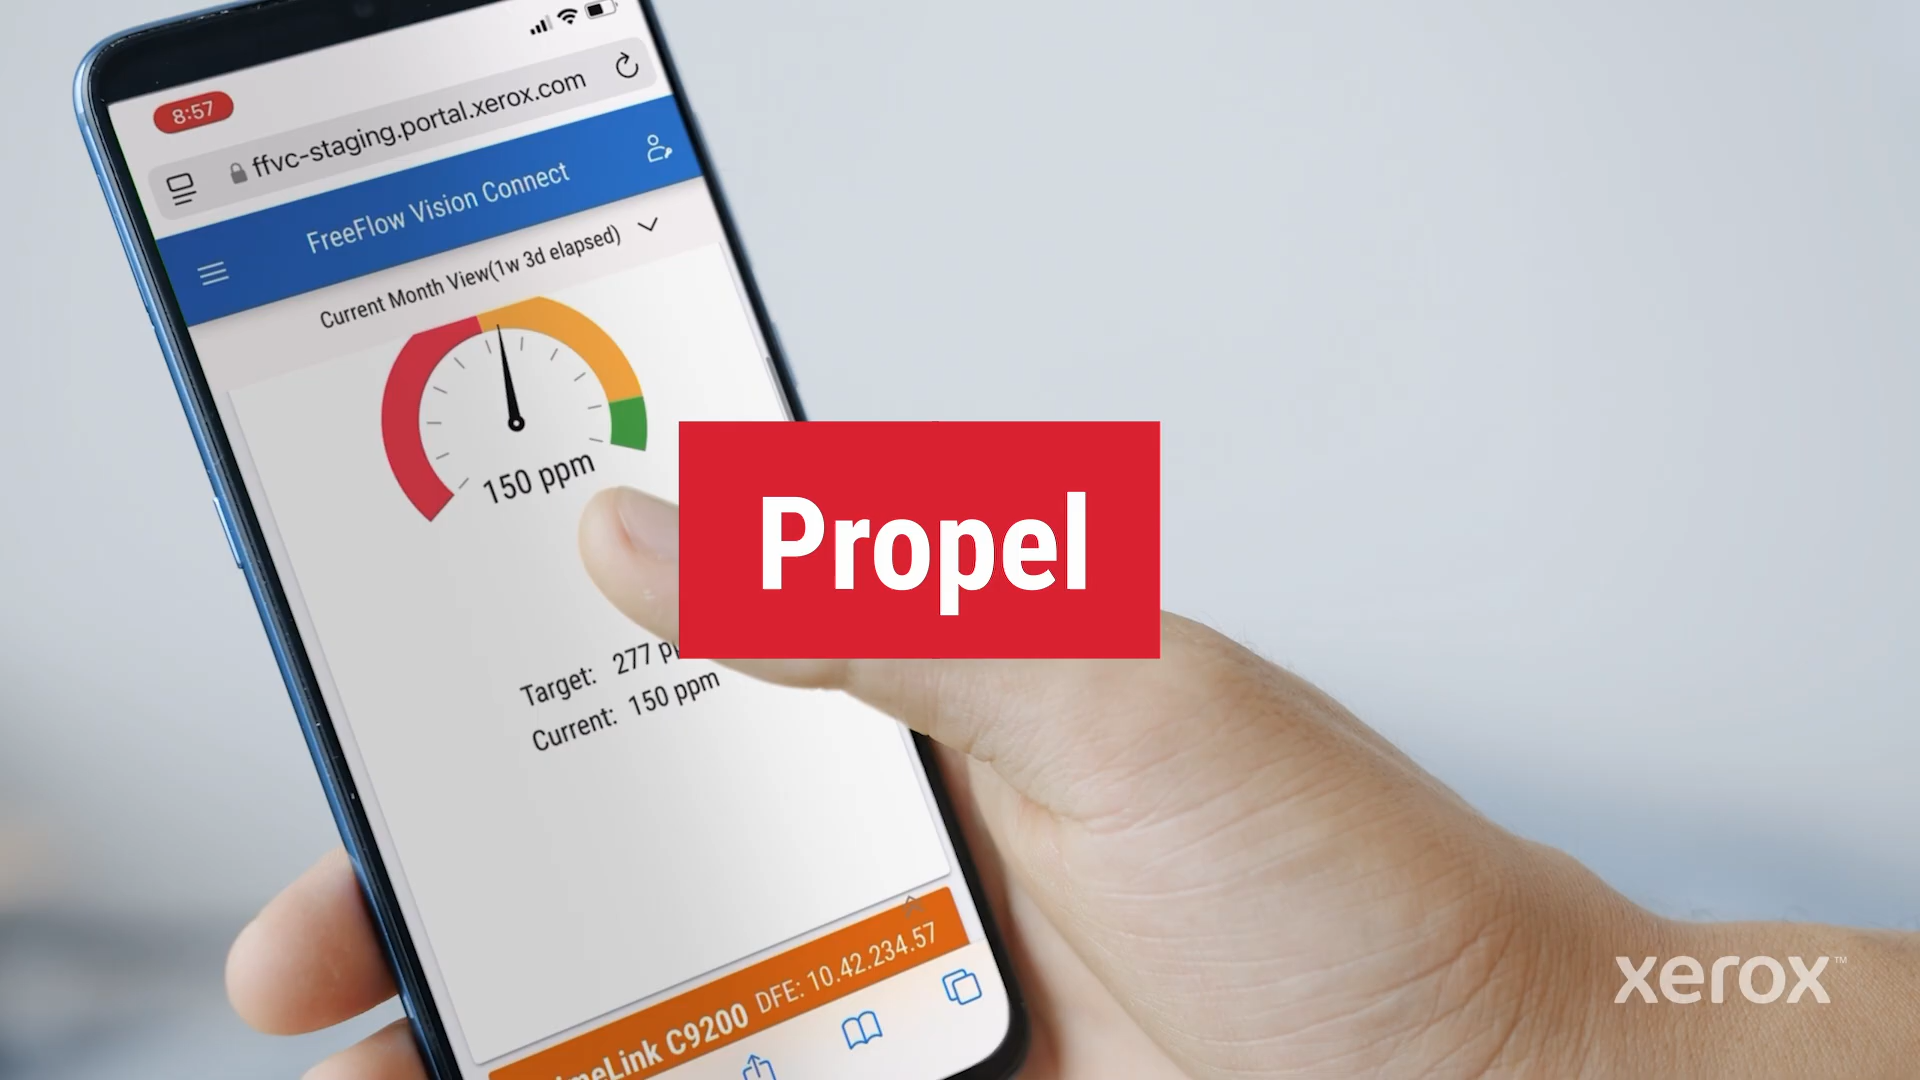 8:57
ffvc-staging.portal.xerox.com
FreeFlow Vision Connect
Current Month View(1w 3d elapsed)
150 ppm
Propel
Target: 277
Current: 150 ppm
C9200 DFE: 10.42.234.57
xerox™